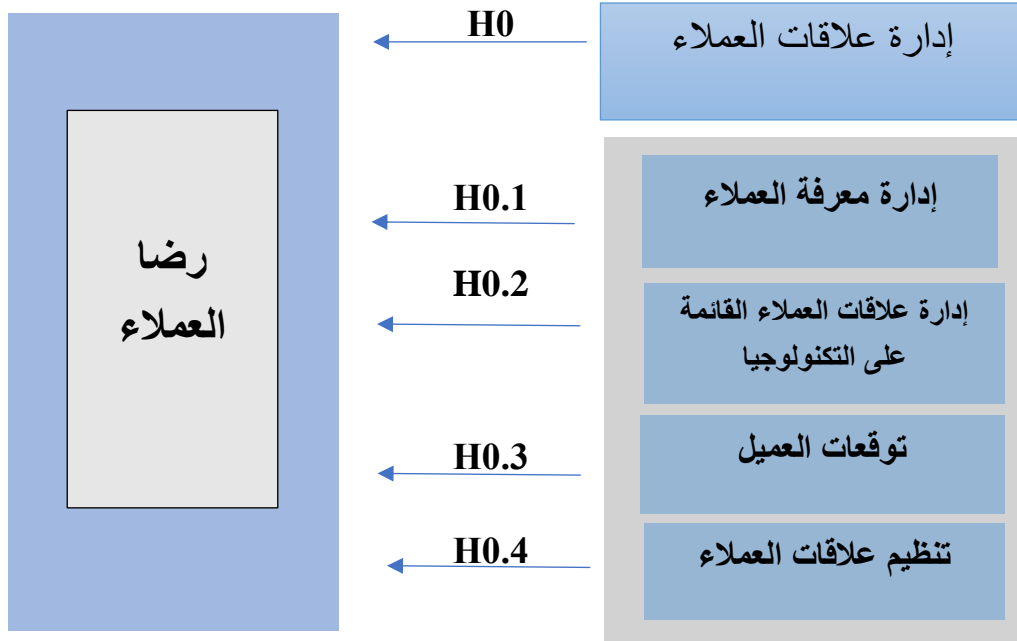 إدارة علاقات العملاء
H0
إدارة معرفة العملاء
H0.1
إدارة علاقات العملاء القائمة
على التكنولوجيا
H0.2
توقعات العميل
H0.3
تنظيم علاقات العملاء
H0.4
رضا
العملاء